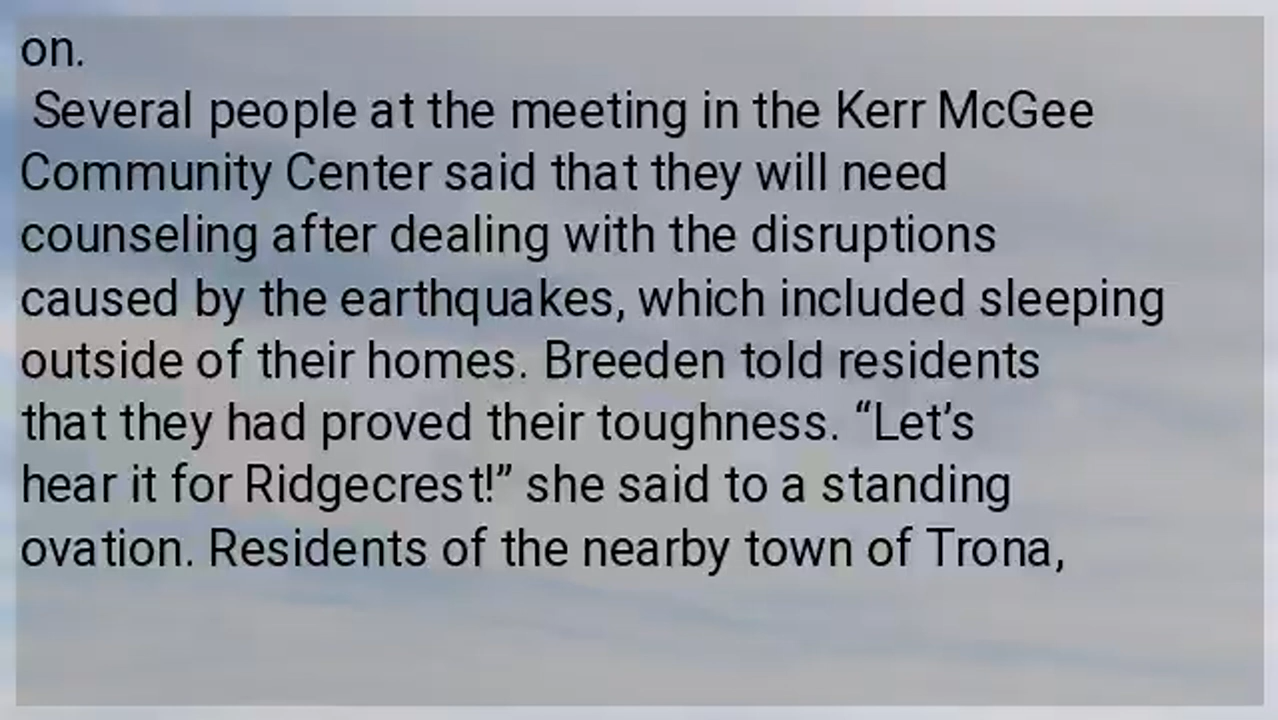 on.
Several people at the meeting in the Kerr McGee
Community Center said that they will need
counseling after dealing with the disruptions
caused by the earthquakes, which included sleeping
outside of their homes. Breeden told residents
that they had proved their toughness. “Let’s
hear it for Ridgecrest!” she said to a standing
ovation. Residents of the nearby town of Trona,